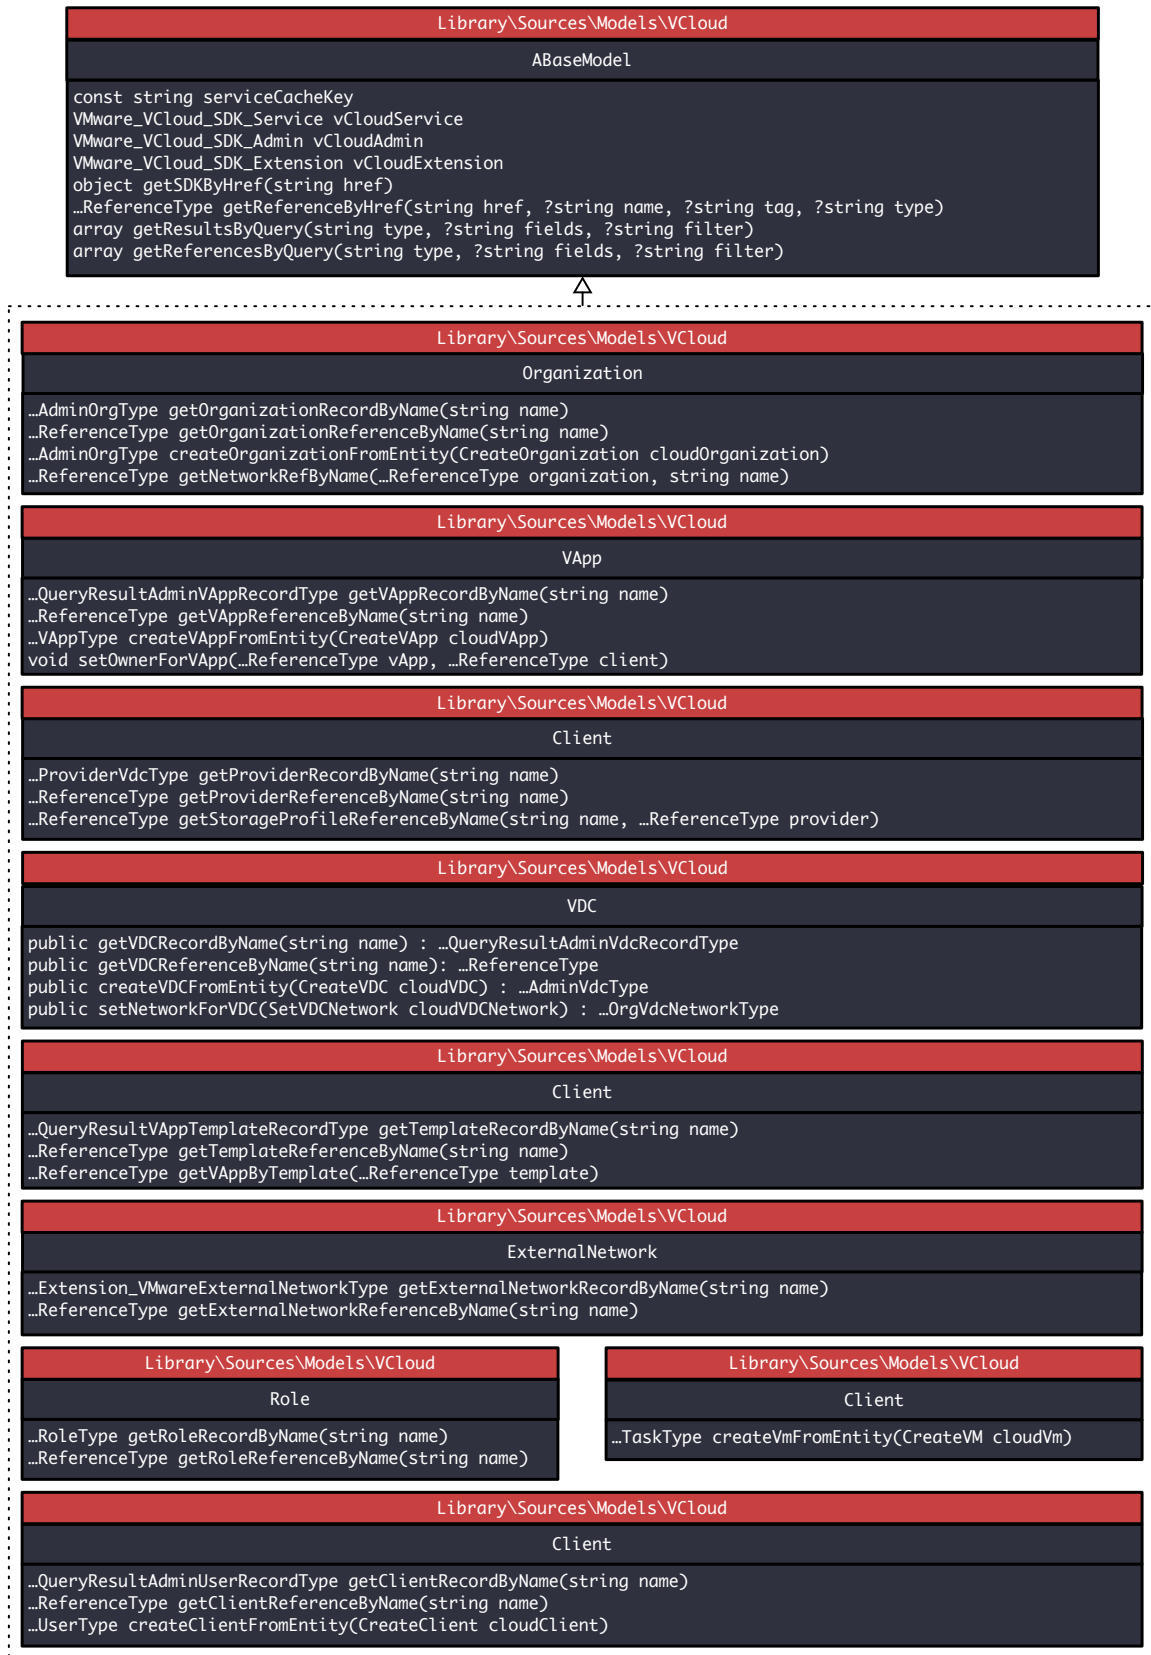 Library\Sources\Models\VCloud
ABaseModel
const string serviceCacheKey
VMware_VCloud_SDK_Service vCloudService
VMware_VCloud_SDK_Admin vCloudAdmin
VMware_VCloud_SDK_Extension vCloudExtension
object getSDKByHref(string href)
…ReferenceType getReferenceByHref(string href, ?string name, ?string tag, ?string type)
array getResultsByQuery(string type, ?string fields, ?string filter)
array getReferencesByQuery(string type, ?string fields, ?string filter)
Library\Sources\Models\VCloud
Organization
…AdminOrgType getOrganizationRecordByName(string name)
…ReferenceType getOrganizationReferenceByName(string name)
…AdminOrgType createOrganizationFromEntity(CreateOrganization cloudOrganization)
…ReferenceType getNetworkRefByName(…ReferenceType organization, string name)
Library\Sources\Models\VCloud
VApp
…QueryResultAdminVAppRecordType getVAppRecordByName(string name)
…ReferenceType getVAppReferenceByName(string name)
…VAppType createVAppFromEntity(CreateVApp cloudVApp)
void setOwnerForVApp(…ReferenceType vApp, …ReferenceType client)
Library\Sources\Models\VCloud
Client
…ProviderVdcType getProviderRecordByName(string name)
…ReferenceType getProviderReferenceByName(string name)
…ReferenceType getStorageProfileReferenceByName(string name, …ReferenceType provider)
Library\Sources\Models\VCloud
VDC
public getVDCRecordByName(string name) : …QueryResultAdminVdcRecordType
public getVDCReferenceByName(string name): …ReferenceType
public createVDCFromEntity(CreateVDC cloudVDC) : …AdminVdcType
public setNetworkForVDC(SetVDCNetwork cloudVDCNetwork) : …OrgVdcNetworkType
Library\Sources\Models\VCloud
Client
…QueryResultVAppTemplateRecordType getTemplateRecordByName(string name)
…ReferenceType getTemplateReferenceByName(string name)
…ReferenceType getVAppByTemplate(…ReferenceType template)
Library\Sources\Models\VCloud
ExternalNetwork
…Extension_VMwareExternalNetworkType getExternalNetworkRecordByName(string name)
…ReferenceType getExternalNetworkReferenceByName(string name)
Library\Sources\Models\VCloud
Role
…RoleType getRoleRecordByName(string name)
…ReferenceType getRoleReferenceByName(string name)
Library\Sources\Models\VCloud
Client
…TaskType createVmFromEntity(CreateVM cloudVm)
Library\Sources\Models\VCloud
Client
…QueryResultAdminUserRecordType getClientRecordByName(string name)
…ReferenceType getClientReferenceByName(string name)
…UserType createClientFromEntity(CreateClient cloudClient)